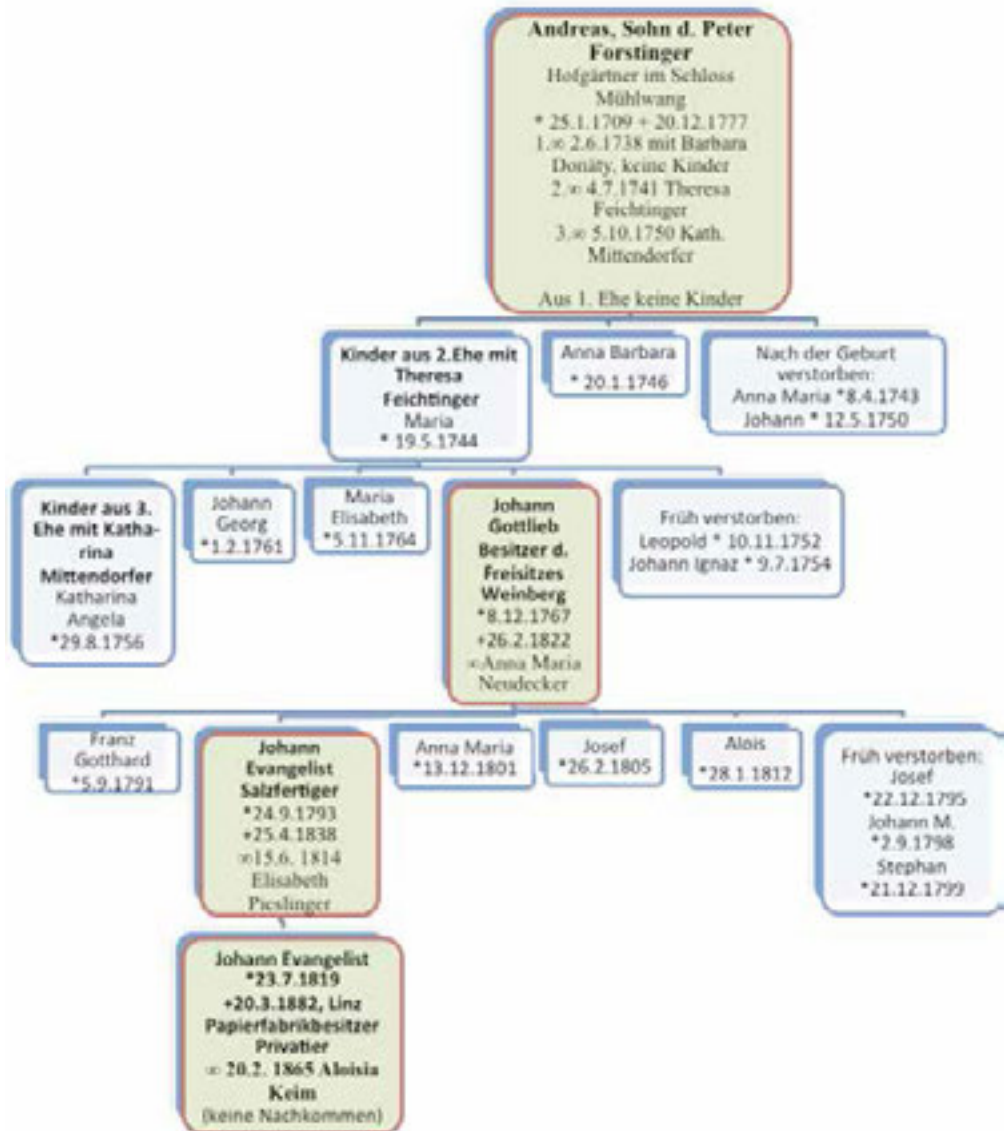 Andreas, Sohn d. Peter
Forstinger
Hofgärtner im Schloss
Mühlwang
* 25.1.1709 + 20.12.1777
1.∞ 2.6.1738 mit Barbara
Donäty, keine Kinder
2.∞ 4.7.1741 Theresa
Feichtinger
3.∞ 5.10.1750 Kath.
Mittendorfer
Aus 1. Ehe keine Kinder
Kinder aus 2.Ehe mit
Theresa
Feichtinger
Maria
* 19.5.1744
Anna Barbara
* 20.1.1746
Nach der Geburt
verstorben:
Anna Maria *8.4.1743
Johann * 12.5.1750
Kinder aus 3.
Ehe mit Katha-
rina
Mittendorfer
Katharina
Angela
*29.8.1756
Johann
Georg
*1.2.1761
Maria
Elisabeth
*5.11.1764
Johann
Gottlieb
Besitzer d.
Freisitzes
Weinberg
*8.12.1767
+26.2.1822
∞Anna Maria
Neudecker
Früh verstorben:
Leopold * 10.11.1752
Johann Ignaz * 9.7.1754
Franz
Gotthard
*5.9.1791
Johann
Evangelist
Salzfertiger
*24.9.1793
+25.4.1838
∞15.6. 1814
Elisabeth
Pieslinger
Anna Maria
*13.12.1801
Josef
*26.2.1805
Alois
*28.1.1812
Früh verstorben:
Josef
*22.12.1795
Johann M.
*2.9.1798
Stephan
*21.12.1799
Johann Evangelist
*23.7.1819
+20.3.1882, Linz
Papierfabrikbesitzer
Privatier
∞ 20.2. 1865 Aloisia
Keim
(keine Nachkommen)